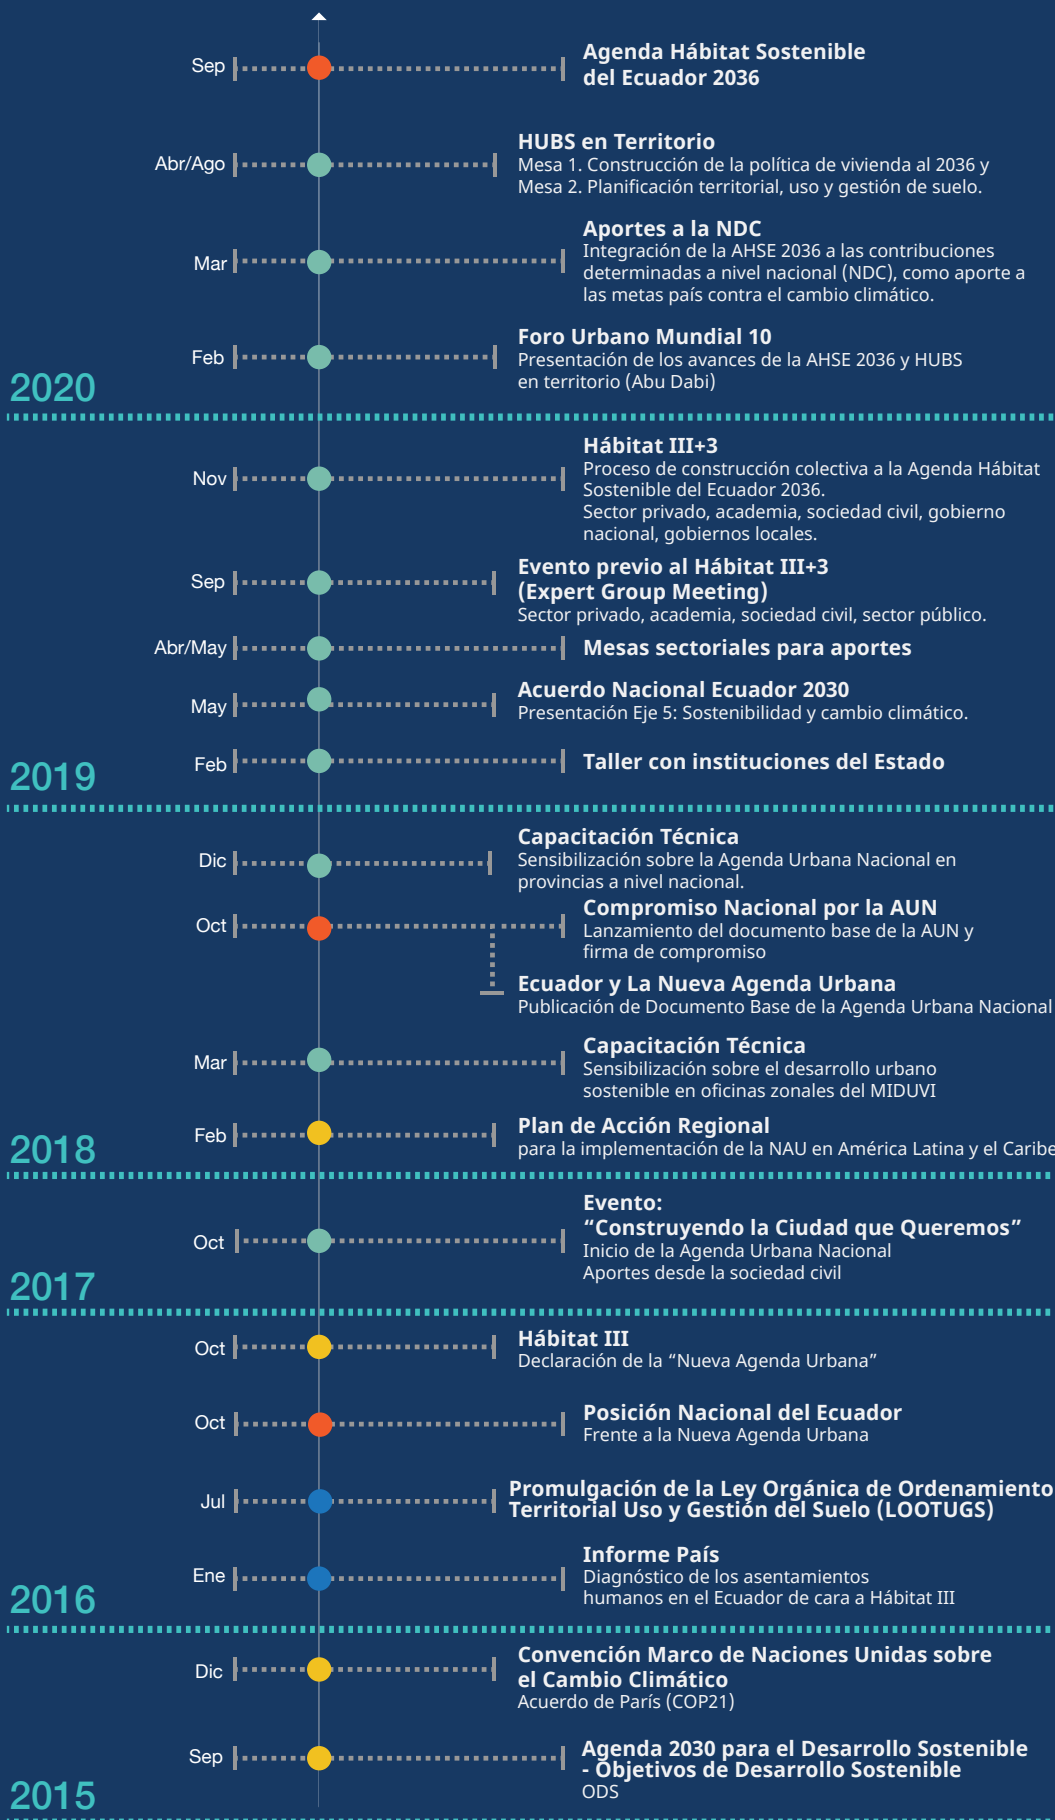 Sep
Agenda Hábitat Sostenible
del Ecuador 2036
Abr/Ago
HUBS en Territorio
Mesa 1. Construcción de la política de vivienda al 2036 y
Mesa 2. Planificación territorial, uso y gestión de suelo.
Mar
Aportes a la NDC
Integración de la AHSE 2036 a las contribuciones
determinadas a nivel nacional (NDC), como aporte a
las metas país contra el cambio climático.
Feb
Foro Urbano Mundial 10
Presentación de los avances de la AHSE 2036 y HUBS
en territorio (Abu Dabi)
2020
Nov
Hábitat III+3
Proceso de construcción colectiva a la Agenda Hábitat
Sostenible del Ecuador 2036.
Sector privado, academia, sociedad civil, gobierno
nacional, gobiernos locales.
Sep
Evento previo al Hábitat III+3
(Expert Group Meeting)
Sector privado, academia, sociedad civil, sector público.
Abr/May
Mesas sectoriales para aportes
May
Acuerdo Nacional Ecuador 2030
Presentación Eje 5: Sostenibilidad y cambio climático.
Feb
Taller con instituciones del Estado
2019
Dic
Capacitación Técnica
Sensibilización sobre la Agenda Urbana Nacional en
provincias a nivel nacional.
Oct
Compromiso Nacional por la AUN
Lanzamiento del documento base de la AUN y
firma de compromiso
Ecuador y La Nueva Agenda Urbana
Publicación de Documento Base de la Agenda Urbana Nacional
Mar
Capacitación Técnica
Sensibilización sobre el desarrollo urbano
sostenible en oficinas zonales del MIDUVI
Feb
Plan de Acción Regional
para la implementación de la NAU en América Latina y el Caribe
2018
Oct
Evento:
“Construyendo la Ciudad que Queremos”
Inicio de la Agenda Urbana Nacional
Aportes desde la sociedad civil
2017
Oct
Hábitat III
Declaración de la “Nueva Agenda Urbana”
Oct
Posición Nacional del Ecuador
Frente a la Nueva Agenda Urbana
Jul
Promulgación de la Ley Orgánica de Ordenamiento
Territorial Uso y Gestión del Suelo (LOOTUGS)
Ene
Informe País
Diagnóstico de los asentamientos
humanos en el Ecuador de cara a Hábitat III
2016
Dic
Convención Marco de Naciones Unidas sobre
el Cambio Climático
Acuerdo de París (COP21)
Sep
Agenda 2030 para el Desarrollo Sostenible
- Objetivos de Desarrollo Sostenible
ODS
2015